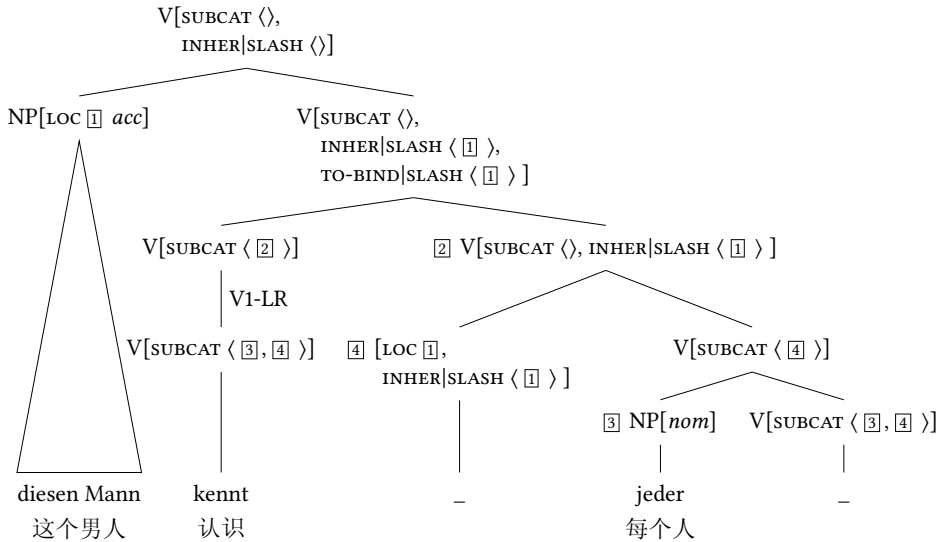 V[SUBCAT ⟨⟩,
INHER|SLASH ⟨⟩]
NP[LOC 1 acc]
V[SUBCAT ⟨⟩,
INHER|SLASH ⟨ 1 ⟩,
TO-BIND|SLASH ⟨ 1 ⟩ ]
V[SUBCAT ⟨ 2 ⟩]
2 V[SUBCAT ⟨⟩, INHER|SLASH ⟨ 1 ⟩ ]
V1-LR
V[SUBCAT ⟨ 3 , 4 ⟩]
4 [LOC 1 ,
INHER|SLASH ⟨ 1 ⟩ ]
V[SUBCAT ⟨ 4 ⟩]
3 NP[nom]
V[SUBCAT ⟨ 3 , 4 ⟩]
diesen Mann kennt _ jeder _
这个男人 认识 每个人